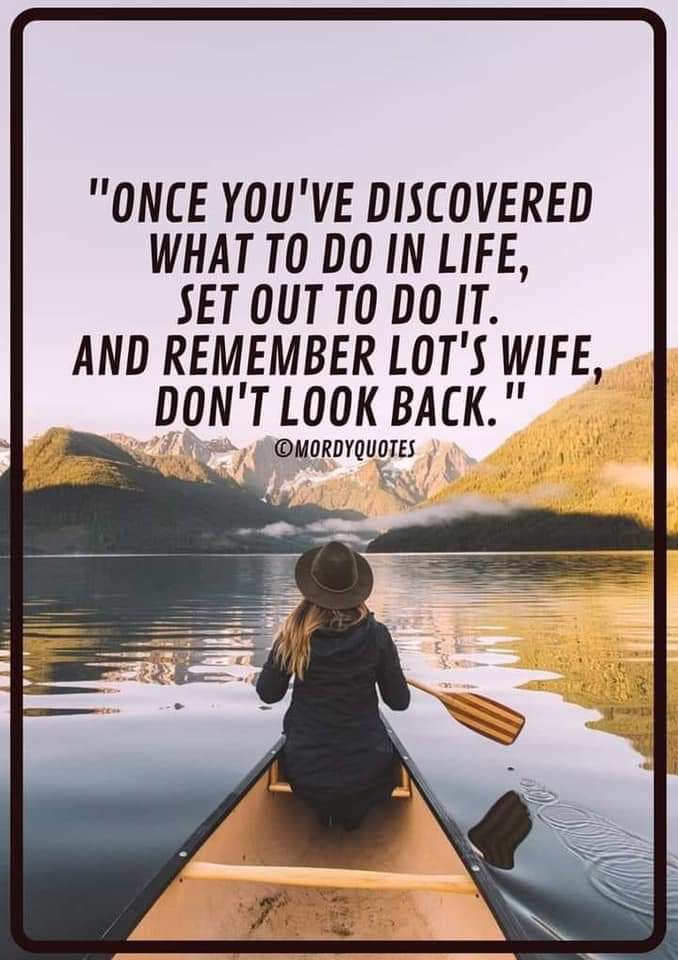 "ONCE YOU'VE DISCOVERED
WHAT TO DO IN LIFE,
SET OUT TO DO IT.
AND REMEMBER LOT'S WIFE,
DON'T LOOK BACK."
©MORDYQUOTES